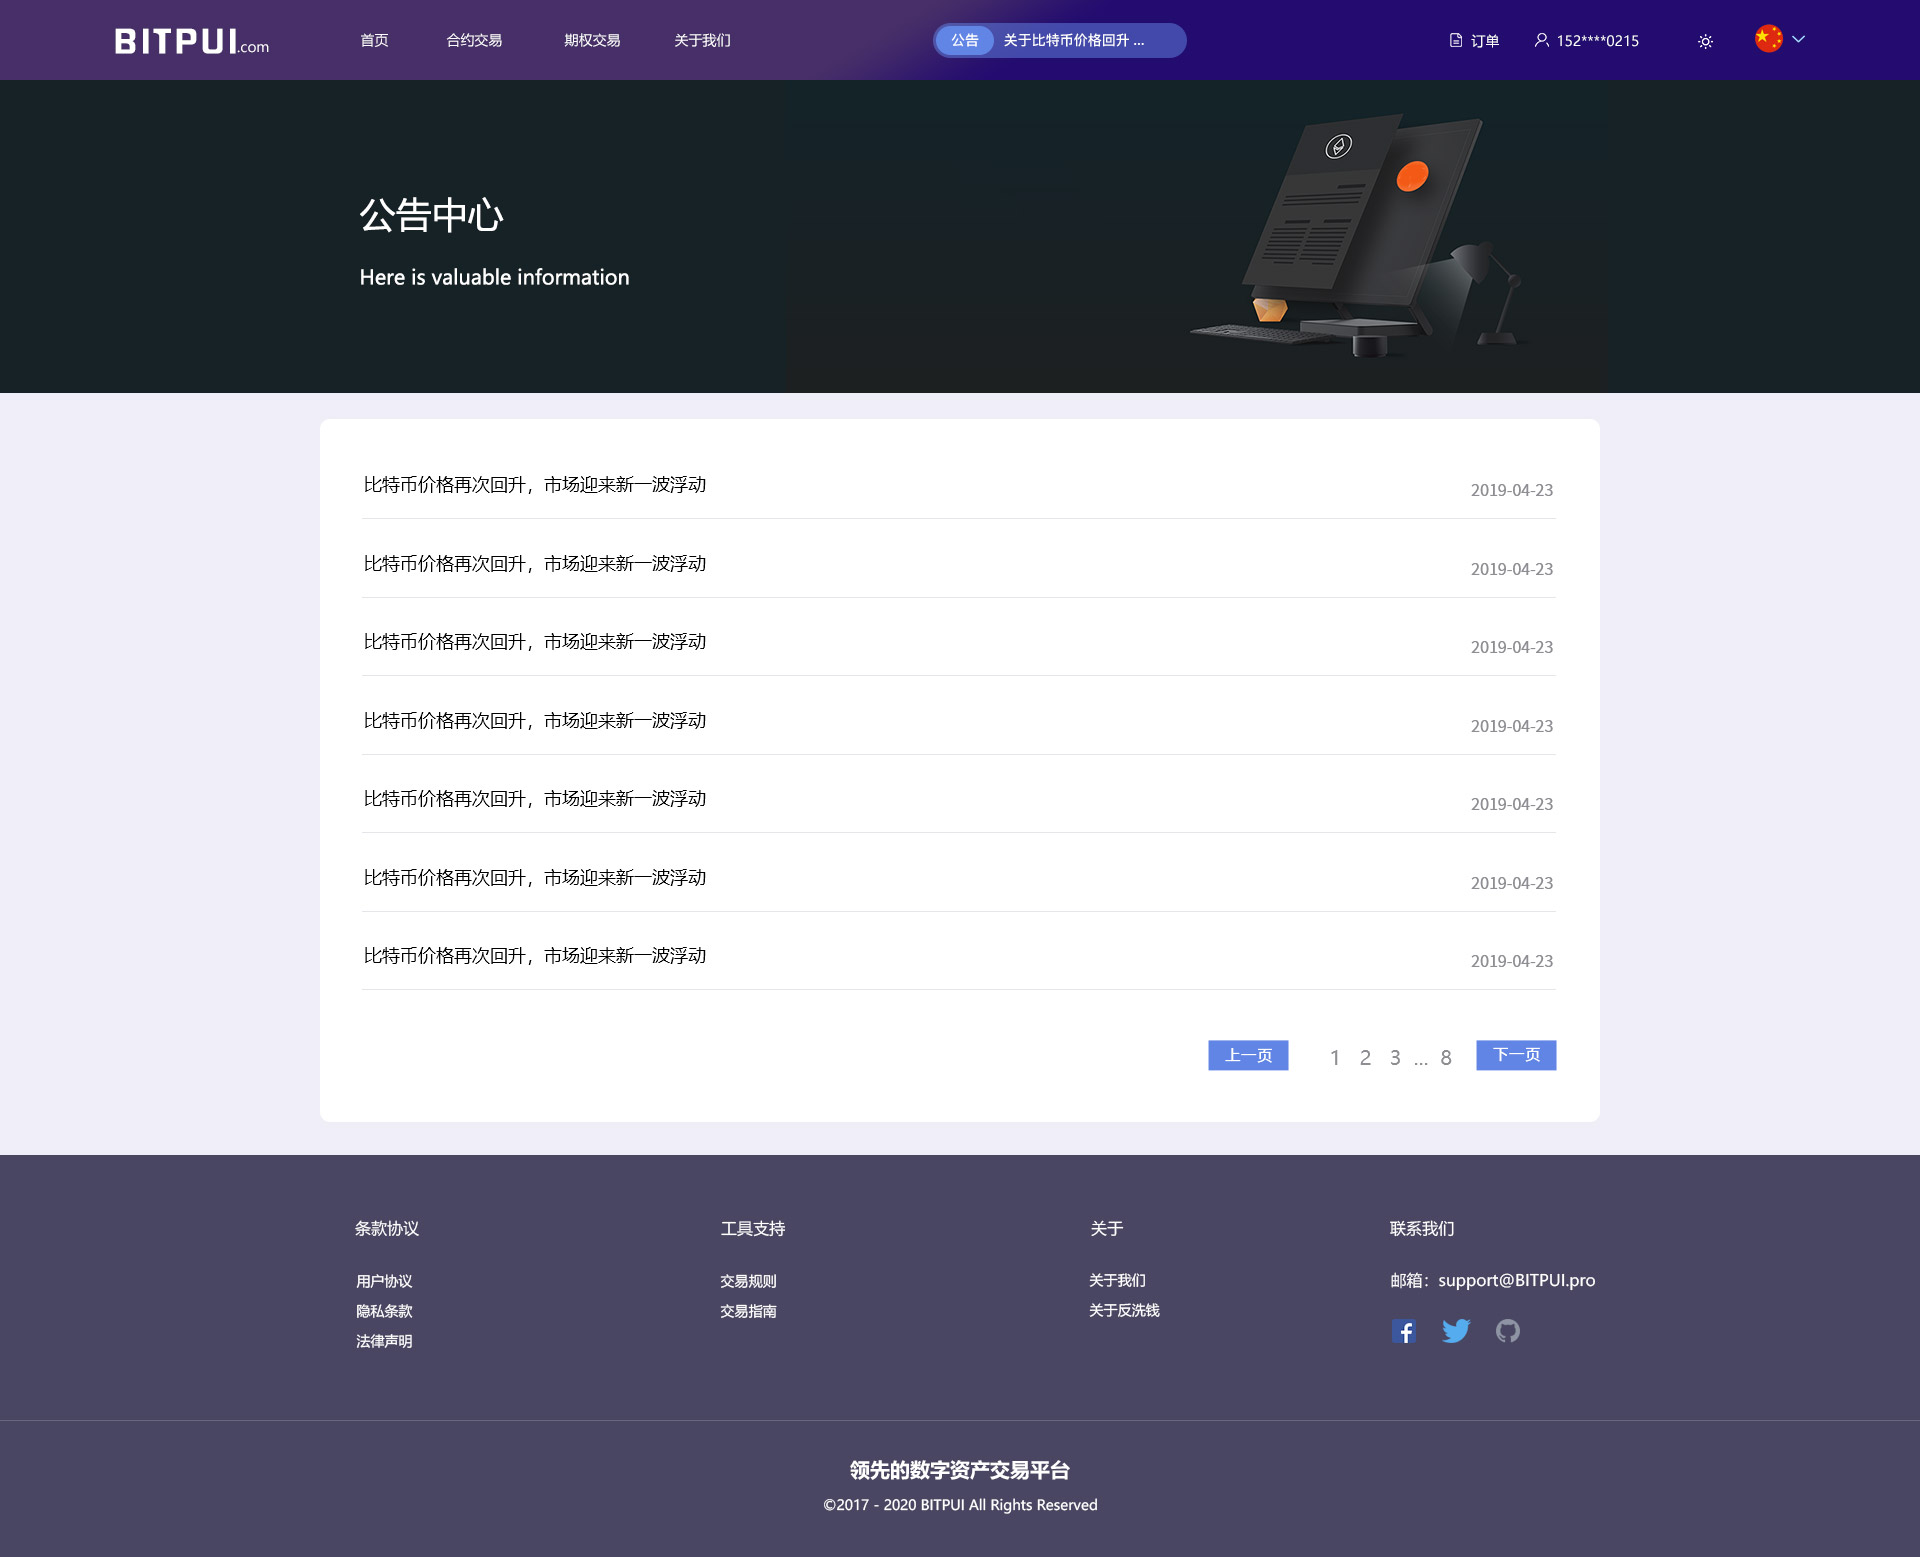 BITPUI.com
首页 合约交易 期权交易 关于我们
公告 关于比特币价格回升 ...
订单 152****0215
公告中心
Here is valuable information
比特币价格再次回升，市场迎来新一波浮动 2019-04-23
比特币价格再次回升，市场迎来新一波浮动 2019-04-23
比特币价格再次回升，市场迎来新一波浮动 2019-04-23
比特币价格再次回升，市场迎来新一波浮动 2019-04-23
比特币价格再次回升，市场迎来新一波浮动 2019-04-23
比特币价格再次回升，市场迎来新一波浮动 2019-04-23
比特币价格再次回升，市场迎来新一波浮动 2019-04-23
上一页 1 2 3 ... 8 下一页
条款协议
用户协议
隐私条款
法律声明
工具支持
交易规则
交易指南
关于
关于我们
关于反洗钱
联系我们
邮箱：support@BITPUI.pro
领先的数字资产交易平台
©2017 - 2020 BITPUI All Rights Reserved